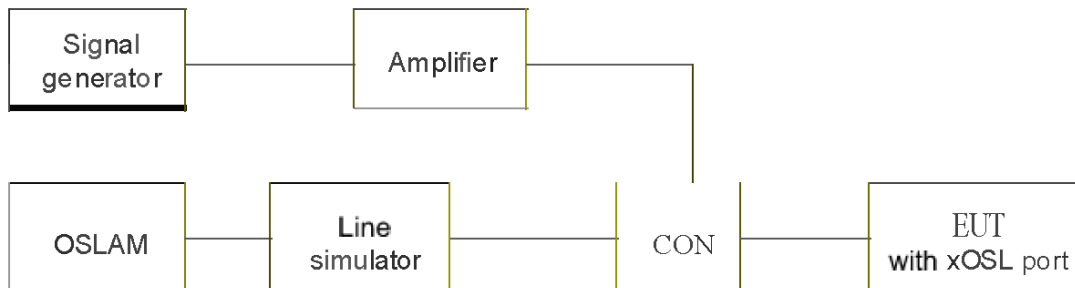 Signal
generator
Amplifier
OSLAM
Line
simulator
CON
EUT
with xOSL port